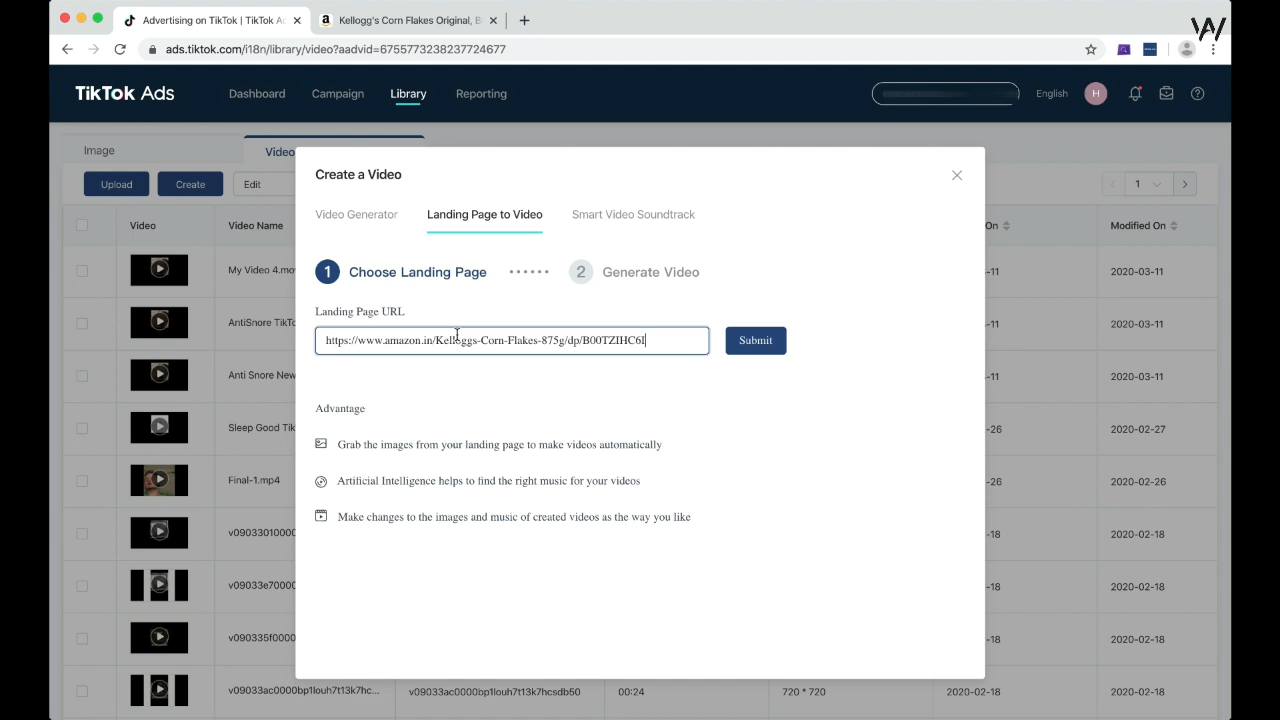 Advertising on TikTok | TikTok A
Kellogg's Corn Flakes Original,
ads.tiktok.com/i18n/library/video?aadvid=6755773238237724677
TikTok Ads
Dashboard
Campaign
Library
Reporting
English
H
Image
Video
Upload
Create
Edit
1
Video
Video Name
On
Modified On
My Video 4.mo
-11
2020-03-11
AntiSnore TikTo
-11
2020-03-11
Anti Snore New
-11
2020-03-11
Sleep Good Tik
-26
2020-02-27
Final-1.mp4
-26
2020-02-26
v09033010000
-18
2020-02-18
v09033e70000
-18
2020-02-18
v090335f0000
-18
2020-02-18
v09033ac0000bp1louh7t13k7hc...
v09033ac0000bp1louh7t13k7hcsdb50
00:24
720 * 720
2020-02-18
2020-02-18
Create a Video
Video Generator
Landing Page to Video
Smart Video Soundtrack
1 Choose Landing Page
2 Generate Video
Landing Page URL
https://www.amazon.in/Kelloggs-Corn-Flakes-875g/dp/B00TZIHC6I
Submit
Advantage
Grab the images from your landing page to make videos automatically
Artificial Intelligence helps to find the right music for your videos
Make changes to the images and music of created videos as the way you like